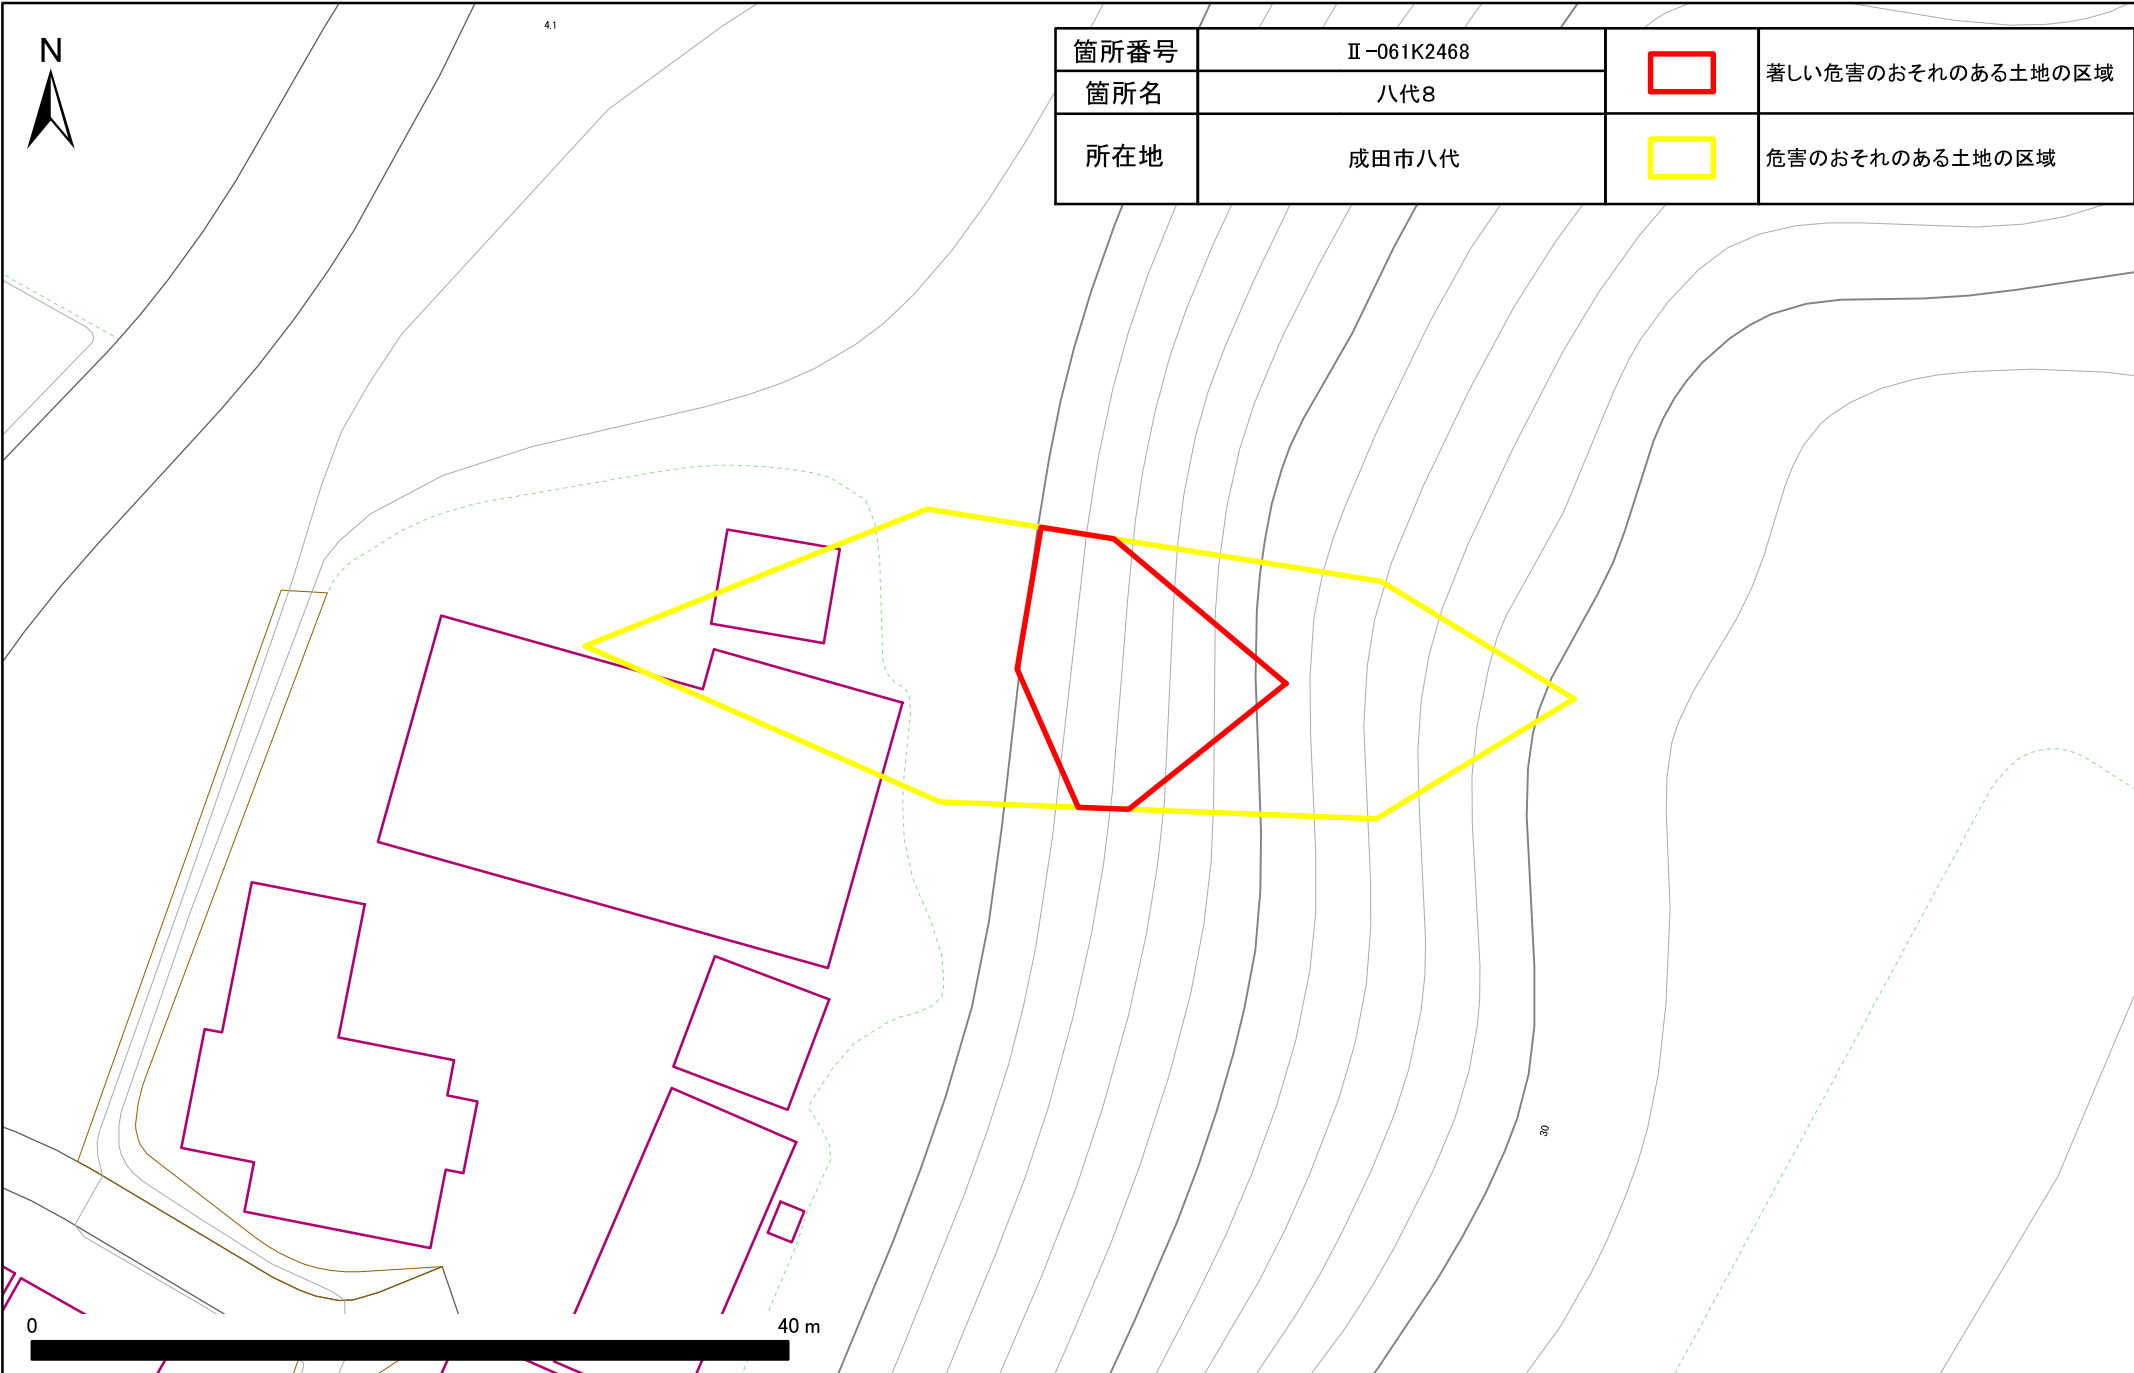 4.1
N
箇所番号
Ⅱ-061K2468
著しい危害のおそれのある土地の区域
箇所名
八代8
所在地
成田市八代
危害のおそれのある土地の区域
30
0
40 m